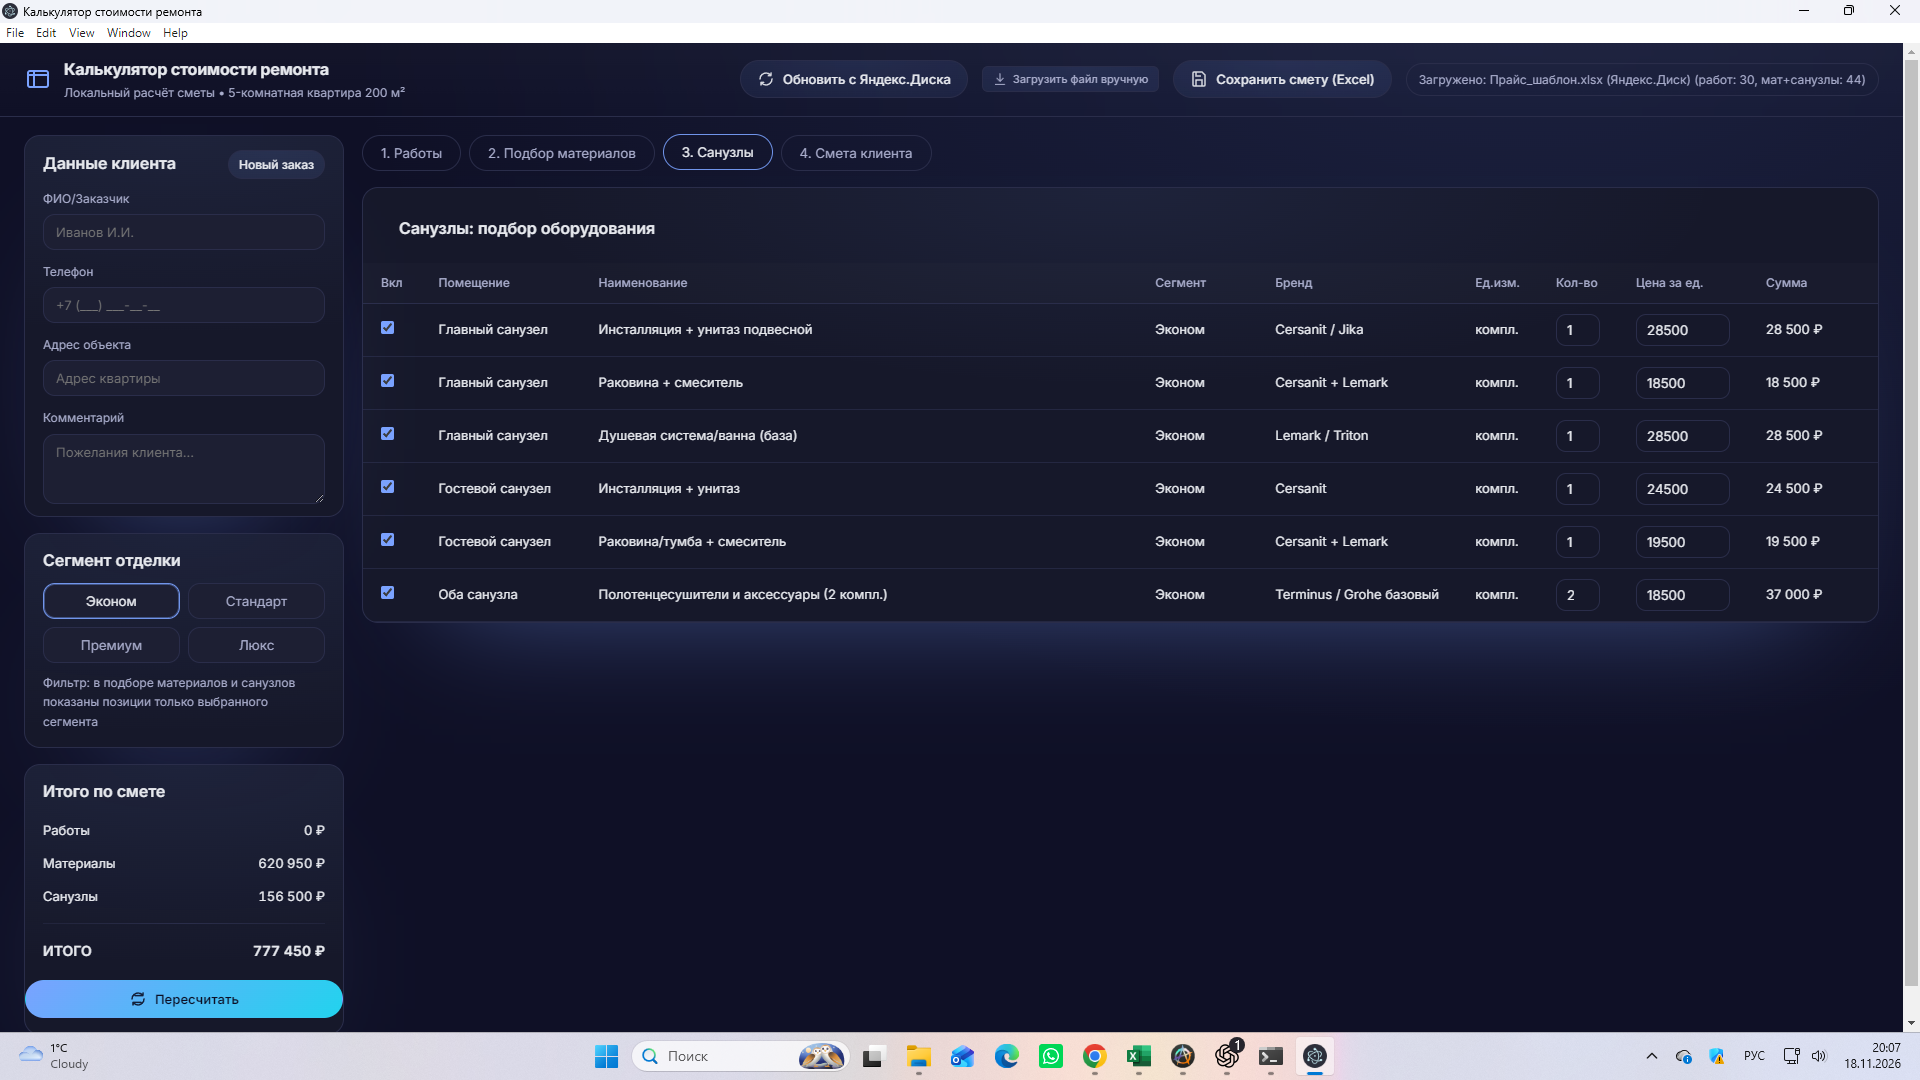 Калькулятор стоимости ремонта
File Edit View Window Help
Калькулятор стоимости ремонта
Локальный расчёт сметы • 5-комнатная квартира 200 м²
Обновить с Яндекс.Диска
Загрузить файл вручную
Сохранить смету (Excel)
Загружено: Прайс_шаблон.xlsx (Яндекс.Диск) (работ: 30, мат+санузлы: 44)
Данные клиента
Новый заказ
ФИО/Заказчик
Иванов И.И.
Телефон
+7 (___) ___-__-__
Адрес объекта
Адрес квартиры
Комментарий
Пожелания клиента...
Сегмент отделки
Эконом Стандарт
Премиум Люкс
Фильтр: в подборе материалов и санузлов
показаны позиции только выбранного
сегмента
Итого по смете
Работы 0 ₽
Материалы 620 950 ₽
Санузлы 156 500 ₽
ИТОГО 777 450 ₽
Пересчитать
1. Работы 2. Подбор материалов 3. Санузлы 4. Смета клиента
Санузлы: подбор оборудования
Вкл Помещение Наименование Сегмент Бренд Ед.изм. Кол-во Цена за ед. Сумма
Главный санузел Инсталляция + унитаз подвесной Эконом Cersanit / Jika компл. 1 28500 28 500 ₽
Главный санузел Раковина + смеситель Эконом Cersanit + Lemark компл. 1 18500 18 500 ₽
Главный санузел Душевая система/ванна (база) Эконом Lemark / Triton компл. 1 28500 28 500 ₽
Гостевой санузел Инсталляция + унитаз Эконом Cersanit компл. 1 24500 24 500 ₽
Гостевой санузел Раковина/тумба + смеситель Эконом Cersanit + Lemark компл. 1 19500 19 500 ₽
Оба санузла Полотенцесушители и аксессуары (2 компл.) Эконом Terminus / Grohe базовый компл. 2 18500 37 000 ₽
1°C
Cloudy
Поиск
1
РУС
20:07
18.11.2026